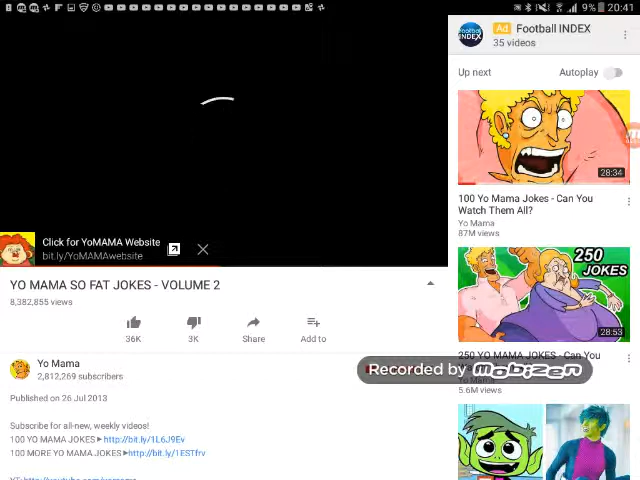 9% 20:41
Click for YoMAMA Website
bit.ly/YoMAMAwebsite
YO MAMA SO FAT JOKES - VOLUME 2
8,382,855 views
36K
3K
Share
Add to
Yo Mama
2,812,269 subscribers
Published on 26 Jul 2013
Subscribe for all-new, weekly videos!
100 YO MAMA JOKES ▶ http://bit.ly/1L6J9Ev
100 MORE YO MAMA JOKES ▶ http://bit.ly/1ESTfrv
Football INDEX
Ad Football INDEX
35 videos
Up next Autoplay
28:34
100 Yo Mama Jokes - Can You
Watch Them All?
Yo Mama
87M views
250
JOKES
28:53
250 YO MAMA JOKES - Can You
Recorded by mobizen
Yo Mama
5.6M views